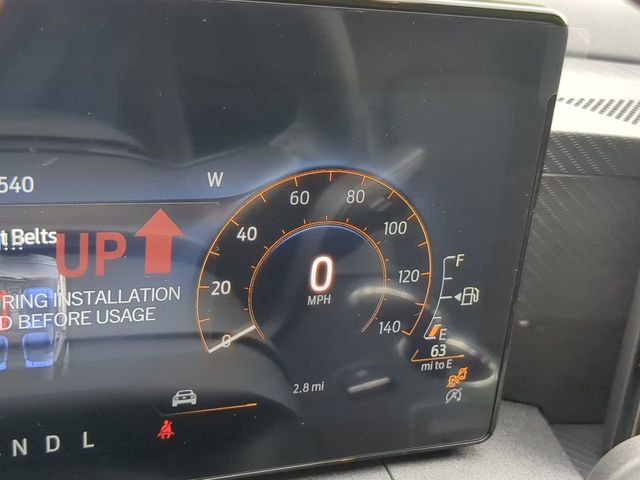 540
W
t Belts
UP
RING INSTALLATION
D BEFORE USAGE
0
20
40
60
80
100
120
140
0
MPH
F
E
63
mi to E
2.8 mi
N D L